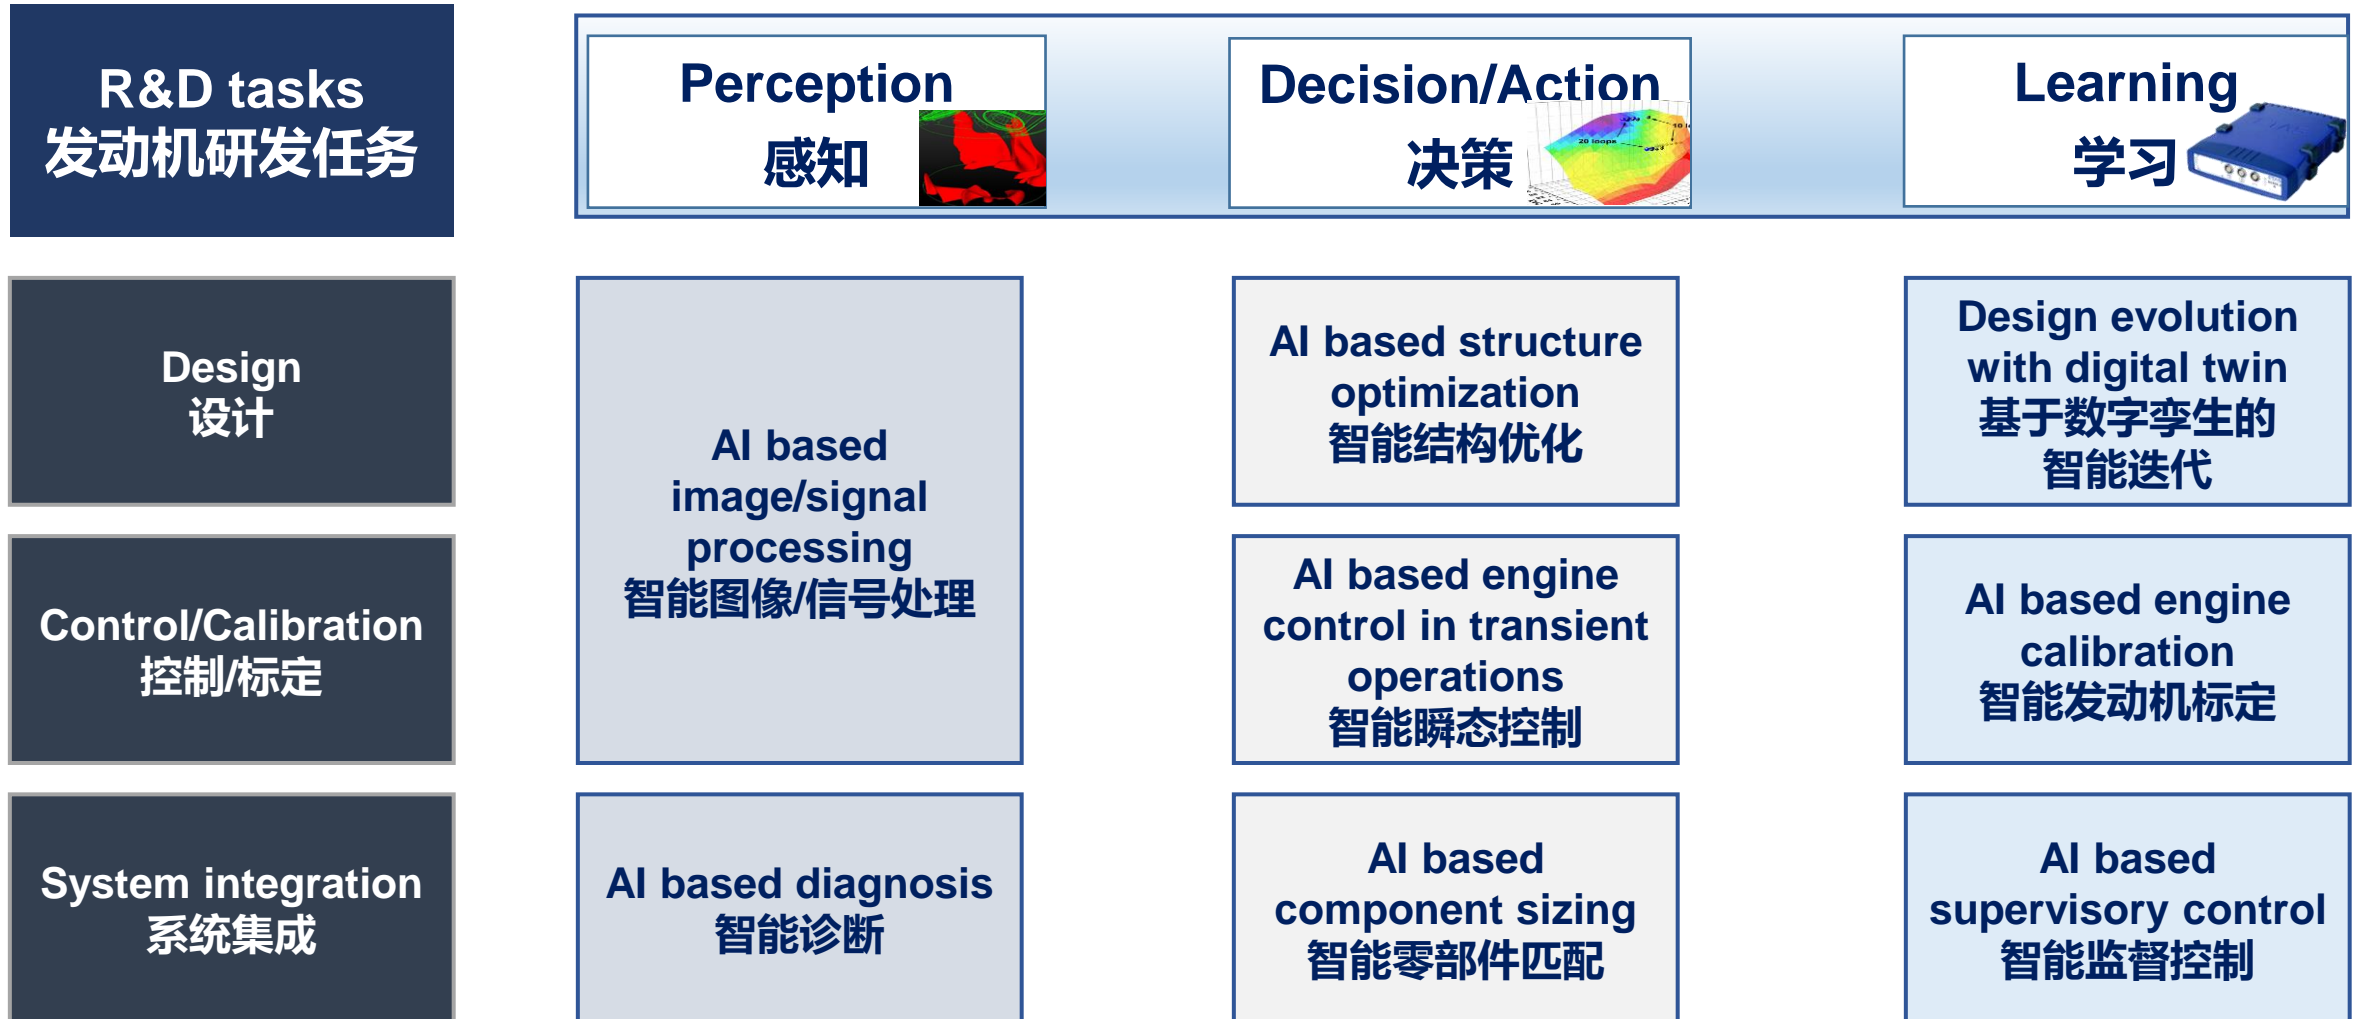 R&D tasks
发动机研发任务
Perception
感知
Decision/Action
决策
20 loops
Learning
学习
Design
设计
AI based
image/signal
processing
智能图像/信号处理
AI based structure
optimization
智能结构优化
Design evolution
with digital twin
基于数字孪生的
智能迭代
Control/Calibration
控制/标定
AI based engine
control in transient
operations
智能瞬态控制
AI based engine
calibration
智能发动机标定
System integration
系统集成
AI based diagnosis
智能诊断
AI based
component sizing
智能零部件匹配
AI based
supervisory control
智能监督控制